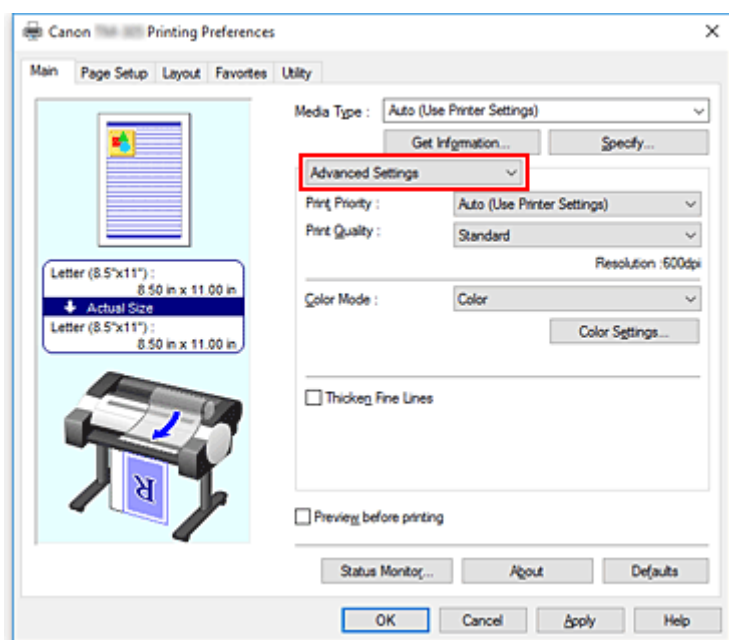 Canon Printing Preferences
Main Page Setup Layout Favorites Utility
Media Type : Auto (Use Printer Settings)
Get Information... Specify...
Advanced Settings
Print Priority : Auto (Use Printer Settings)
Print Quality : Standard
Resolution :600dpi
Letter (8.5"x11") :
8.50 in x 11.00 in
Actual Size
Letter (8.5"x11") :
8.50 in x 11.00 in
Color Mode : Color
Color Settings...
Thicken Fine Lines
R
Preview before printing
Status Monitor... About Defaults
OK Cancel Apply Help